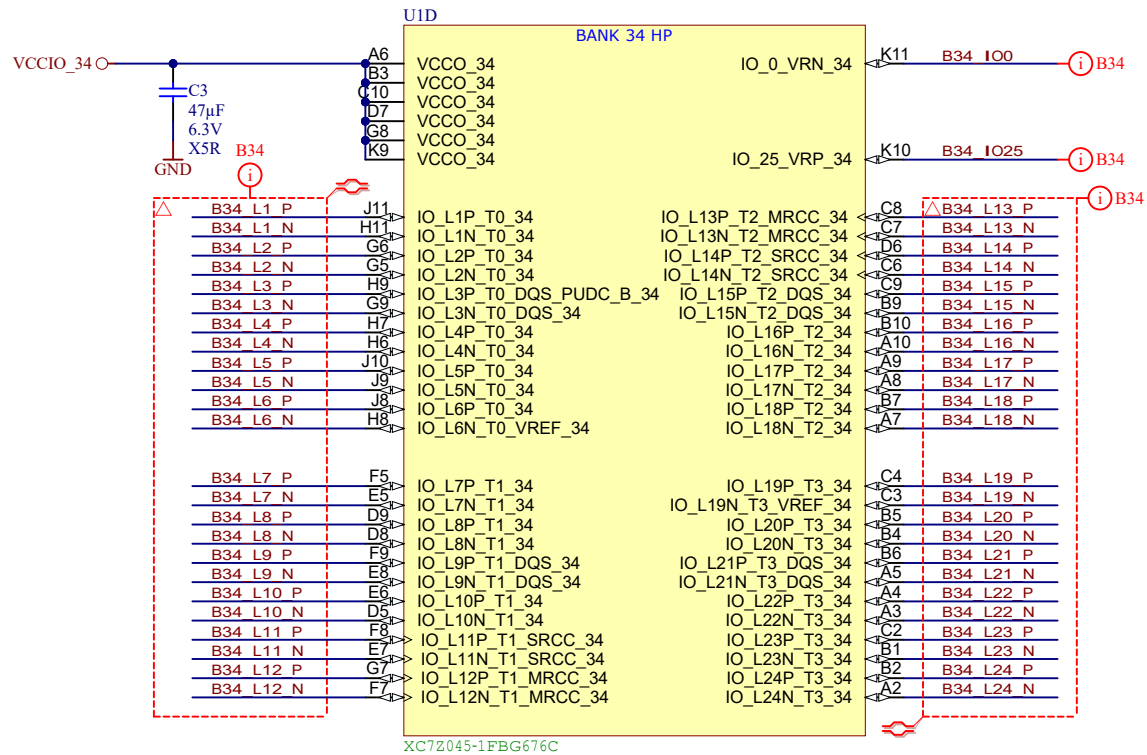 U1D
BANK 34 HP
VCCIO_34
A6 VCCO_34
B3 VCCO_34
C10 VCCO_34
D7 VCCO_34
G8 VCCO_34
K9 VCCO_34
C3
47µF
6.3V
X5R
GND
IO_0_VRN_34 K11 B34_IO0 i B34
IO_25_VRP_34 K10 B34_IO25 i B34
B34
i
i B34
B34_L1_P J11 IO_L1P_T0_34
B34_L1_N H11 IO_L1N_T0_34
B34_L2_P G6 IO_L2P_T0_34
B34_L2_N G5 IO_L2N_T0_34
B34_L3_P H9 IO_L3P_T0_DQS_PUDC_B_34
B34_L3_N G9 IO_L3N_T0_DQS_34
B34_L4_P H7 IO_L4P_T0_34
B34_L4_N H6 IO_L4N_T0_34
B34_L5_P J10 IO_L5P_T0_34
B34_L5_N J9 IO_L5N_T0_34
B34_L6_P J8 IO_L6P_T0_34
B34_L6_N H8 IO_L6N_T0_VREF_34
B34_L7_P F5 IO_L7P_T1_34
B34_L7_N E5 IO_L7N_T1_34
B34_L8_P D9 IO_L8P_T1_34
B34_L8_N D8 IO_L8N_T1_34
B34_L9_P F9 IO_L9P_T1_DQS_34
B34_L9_N E8 IO_L9N_T1_DQS_34
B34_L10_P E6 IO_L10P_T1_34
B34_L10_N D5 IO_L10N_T1_34
B34_L11_P F8 IO_L11P_T1_SRCC_34
B34_L11_N E7 IO_L11N_T1_SRCC_34
B34_L12_P G7 IO_L12P_T1_MRCC_34
B34_L12_N F7 IO_L12N_T1_MRCC_34
IO_L13P_T2_MRCC_34 C8 B34_L13_P
IO_L13N_T2_MRCC_34 C7 B34_L13_N
IO_L14P_T2_SRCC_34 D6 B34_L14_P
IO_L14N_T2_SRCC_34 C6 B34_L14_N
IO_L15P_T2_DQS_34 C9 B34_L15_P
IO_L15N_T2_DQS_34 B9 B34_L15_N
IO_L16P_T2_34 B10 B34_L16_P
IO_L16N_T2_34 A10 B34_L16_N
IO_L17P_T2_34 A9 B34_L17_P
IO_L17N_T2_34 A8 B34_L17_N
IO_L18P_T2_34 B7 B34_L18_P
IO_L18N_T2_34 A7 B34_L18_N
IO_L19P_T3_34 C4 B34_L19_P
IO_L19N_T3_VREF_34 C3 B34_L19_N
IO_L20P_T3_34 B5 B34_L20_P
IO_L20N_T3_34 B4 B34_L20_N
IO_L21P_T3_DQS_34 B6 B34_L21_P
IO_L21N_T3_DQS_34 A5 B34_L21_N
IO_L22P_T3_34 A4 B34_L22_P
IO_L22N_T3_34 A3 B34_L22_N
IO_L23P_T3_34 C2 B34_L23_P
IO_L23N_T3_34 B1 B34_L23_N
IO_L24P_T3_34 B2 B34_L24_P
IO_L24N_T3_34 A2 B34_L24_N
XC7Z045-1FBG676C